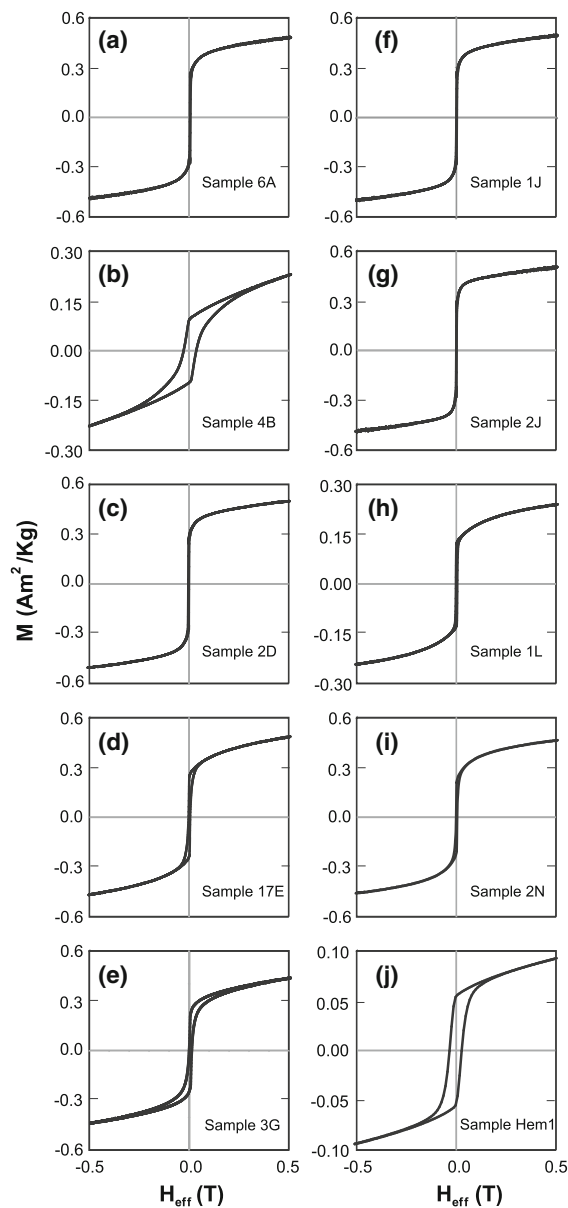 (a)
0.6
0.3
0.0
-0.3
-0.6
Sample 6A
(f)
0.6
0.3
0.0
-0.3
-0.6
Sample 1J
(b)
0.30
0.15
0.00
-0.15
-0.30
Sample 4B
(g)
0.6
0.3
0.0
-0.3
-0.6
Sample 2J
(c)
0.6
0.3
0.0
-0.3
-0.6
Sample 2D
(h)
0.30
0.15
0.00
-0.15
-0.30
Sample 1L
M (Am²/Kg)
(d)
0.6
0.3
0.0
-0.3
-0.6
Sample 17E
(i)
0.6
0.3
0.0
-0.3
-0.6
Sample 2N
(e)
0.6
0.3
0.0
-0.3
-0.6
Sample 3G
-0.5 0.0 0.5
H_eff (T)
(j)
0.10
0.05
0.00
-0.05
-0.10
Sample Hem1
-0.5 0.0 0.5
H_eff (T)